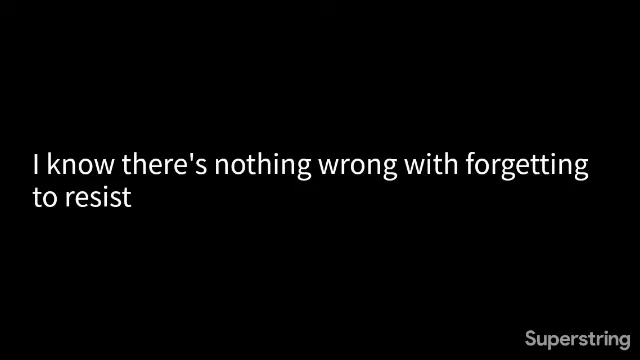 I know there's nothing wrong with forgetting
to resist
Superstring